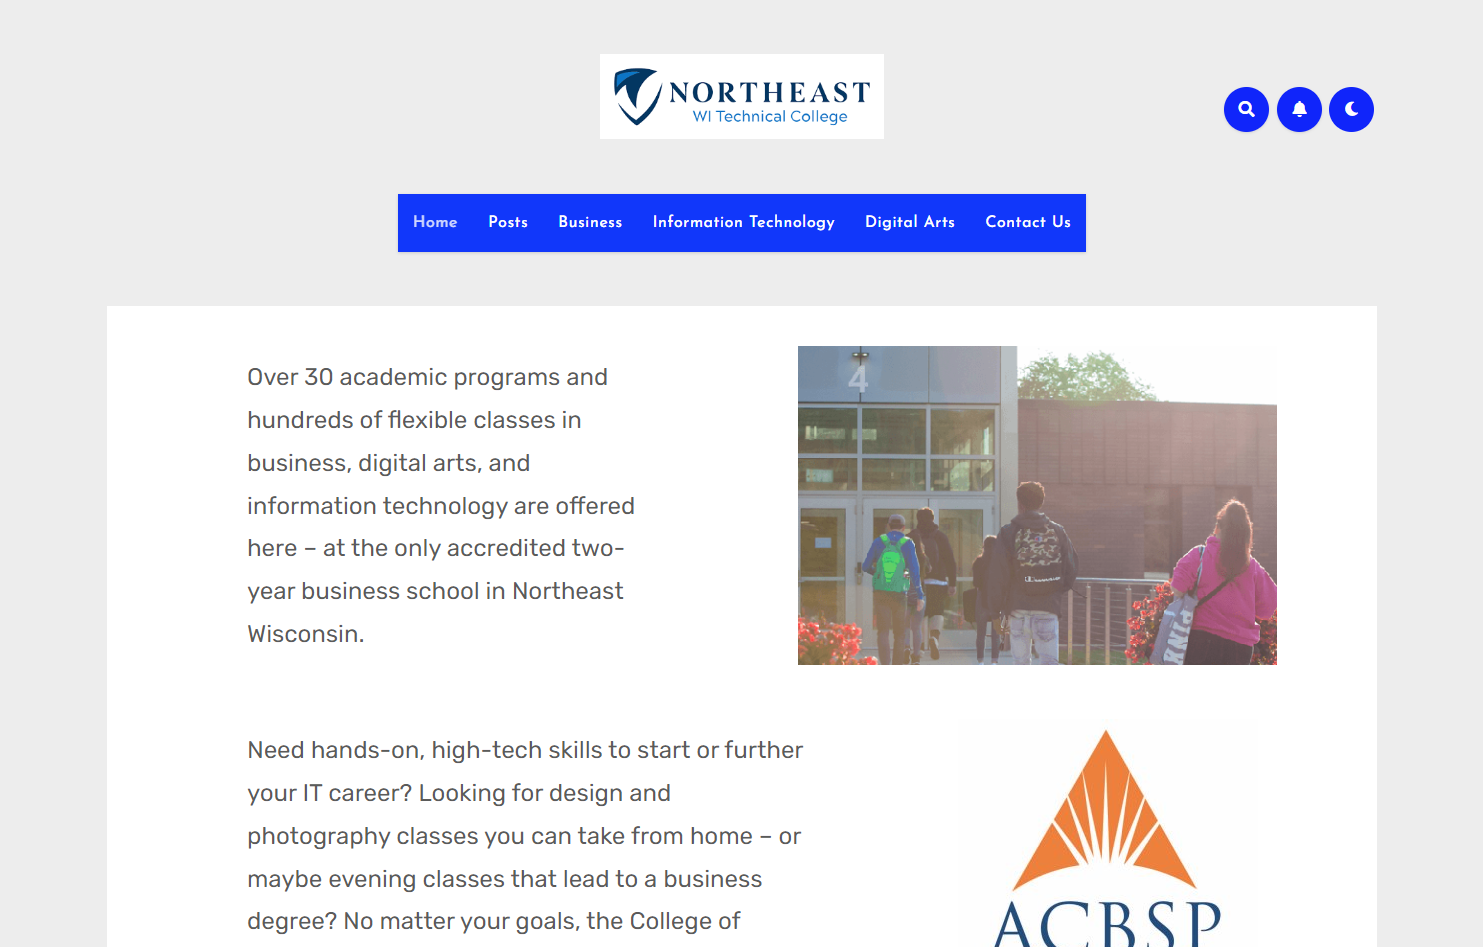 NORTHEAST
WI Technical College
Home Posts Business Information Technology Digital Arts Contact Us
Over 30 academic programs and
hundreds of flexible classes in
business, digital arts, and
information technology are offered
here – at the only accredited two-
year business school in Northeast
Wisconsin.
4
PINK
Need hands-on, high-tech skills to start or further
your IT career? Looking for design and
photography classes you can take from home – or
maybe evening classes that lead to a business
degree? No matter your goals, the College of
ACBSP